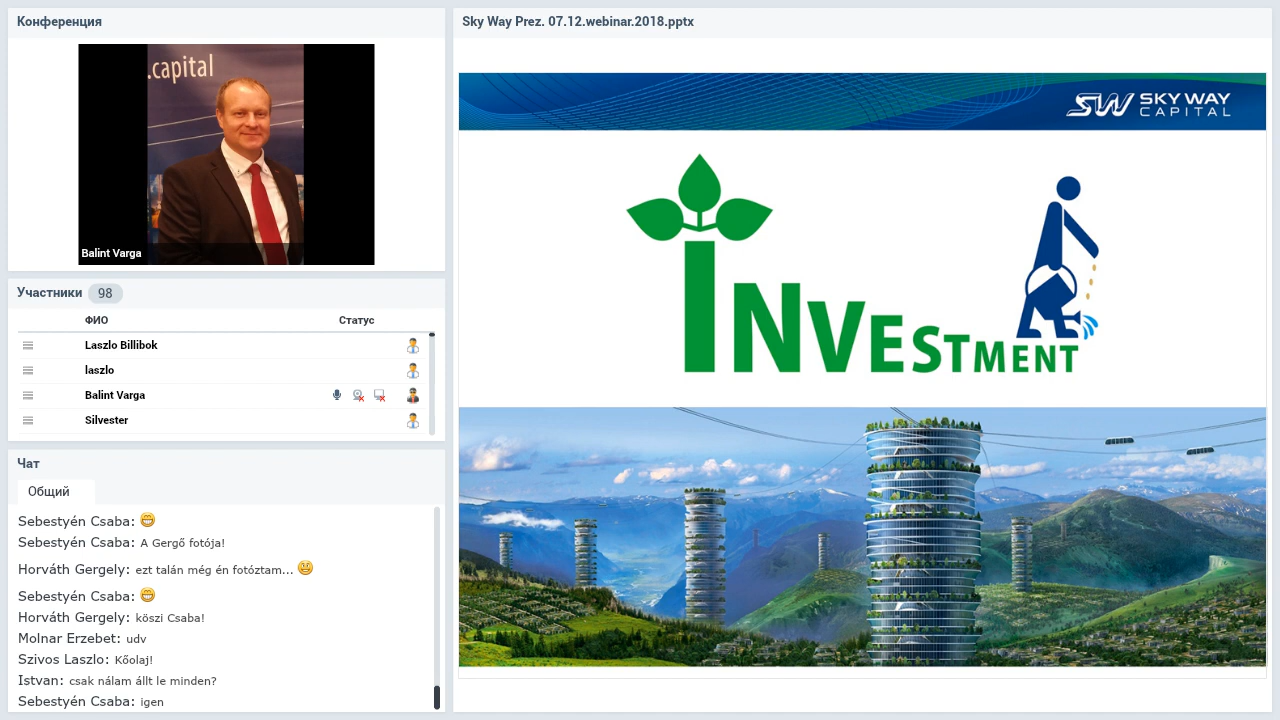 Конференция
.capital
Balint Varga
Участники 98
ФИО Статус
Laszlo Billibok
laszlo
Balint Varga
Silvester
Чат
Общий
Sebestyén Csaba:
Sebestyén Csaba: A Gergő fotója!
Horváth Gergely: ezt talán még én fotóztam...
Sebestyén Csaba:
Horváth Gergely: köszi Csaba!
Molnar Erzebet: udv
Szívos Laszlo: Kőolaj!
Istvan: csak nálam állt le minden?
Sebestyén Csaba: igen
Sky Way Prez. 07.12.webinar.2018.pptx
SW SKY WAY
CAPITAL
INVESTMENT